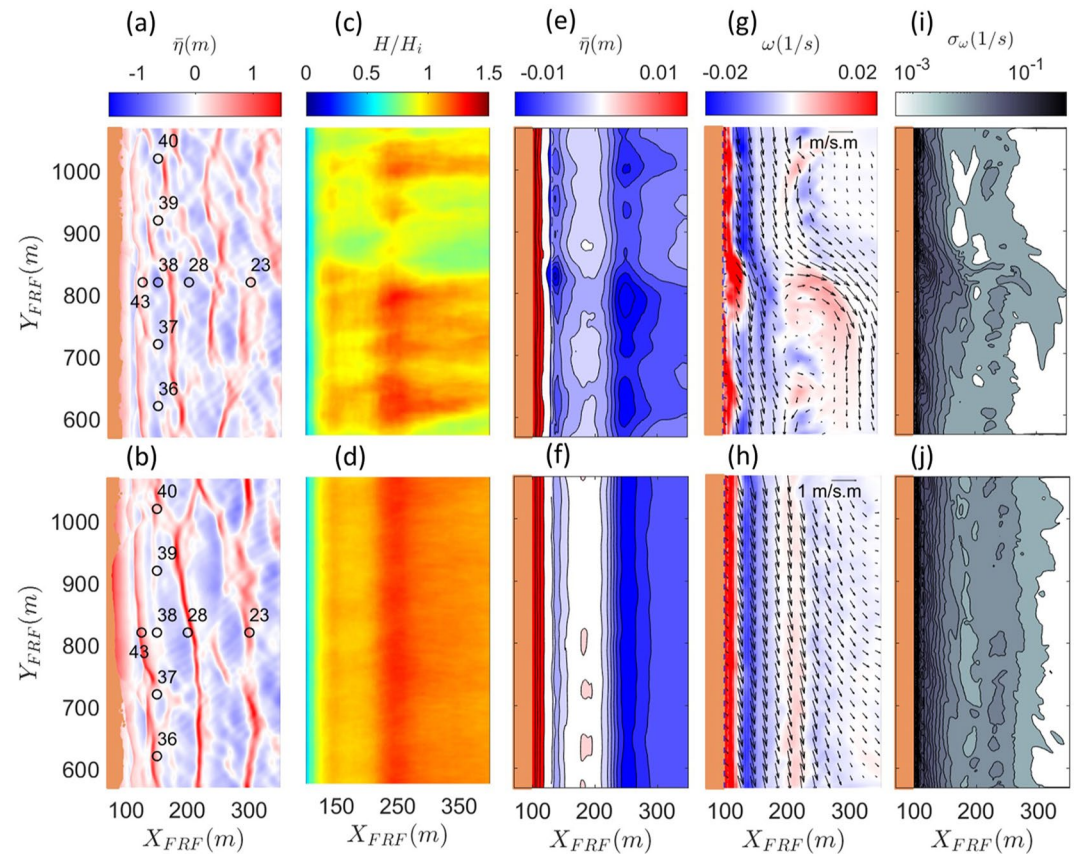 (a) (c) (e) (g) (i)
η̄(m) H/Hᵢ η̄(m) ω(1/s) σ_ω(1/s)
-1 0 1 0 0.5 1 1.5 -0.01 0.01 -0.02 0.02 10⁻³ 10⁻¹
1000 900 800 700 600
Y_FRF(m)
40
39
38 28 23
43
37
36
1 m/s.m
(b) (d) (f) (h) (j)
1000 900 800 700 600
Y_FRF(m)
40
39
38 28 23
43
37
36
1 m/s.m
100 200 300 150 250 350 100 200 300 100 200 300 100 200 300
X_FRF(m) X_FRF(m) X_FRF(m) X_FRF(m) X_FRF(m)